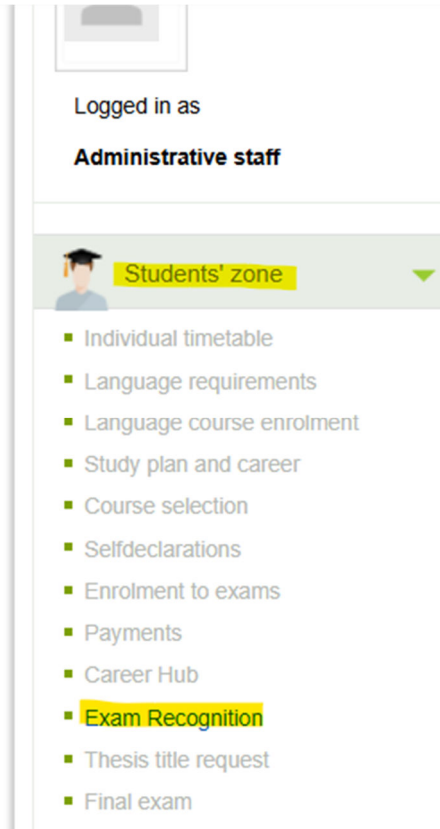 Logged in as
Administrative staff
Students' zone
Individual timetable
Language requirements
Language course enrolment
Study plan and career
Course selection
Selfdeclarations
Enrolment to exams
Payments
Career Hub
Exam Recognition
Thesis title request
Final exam